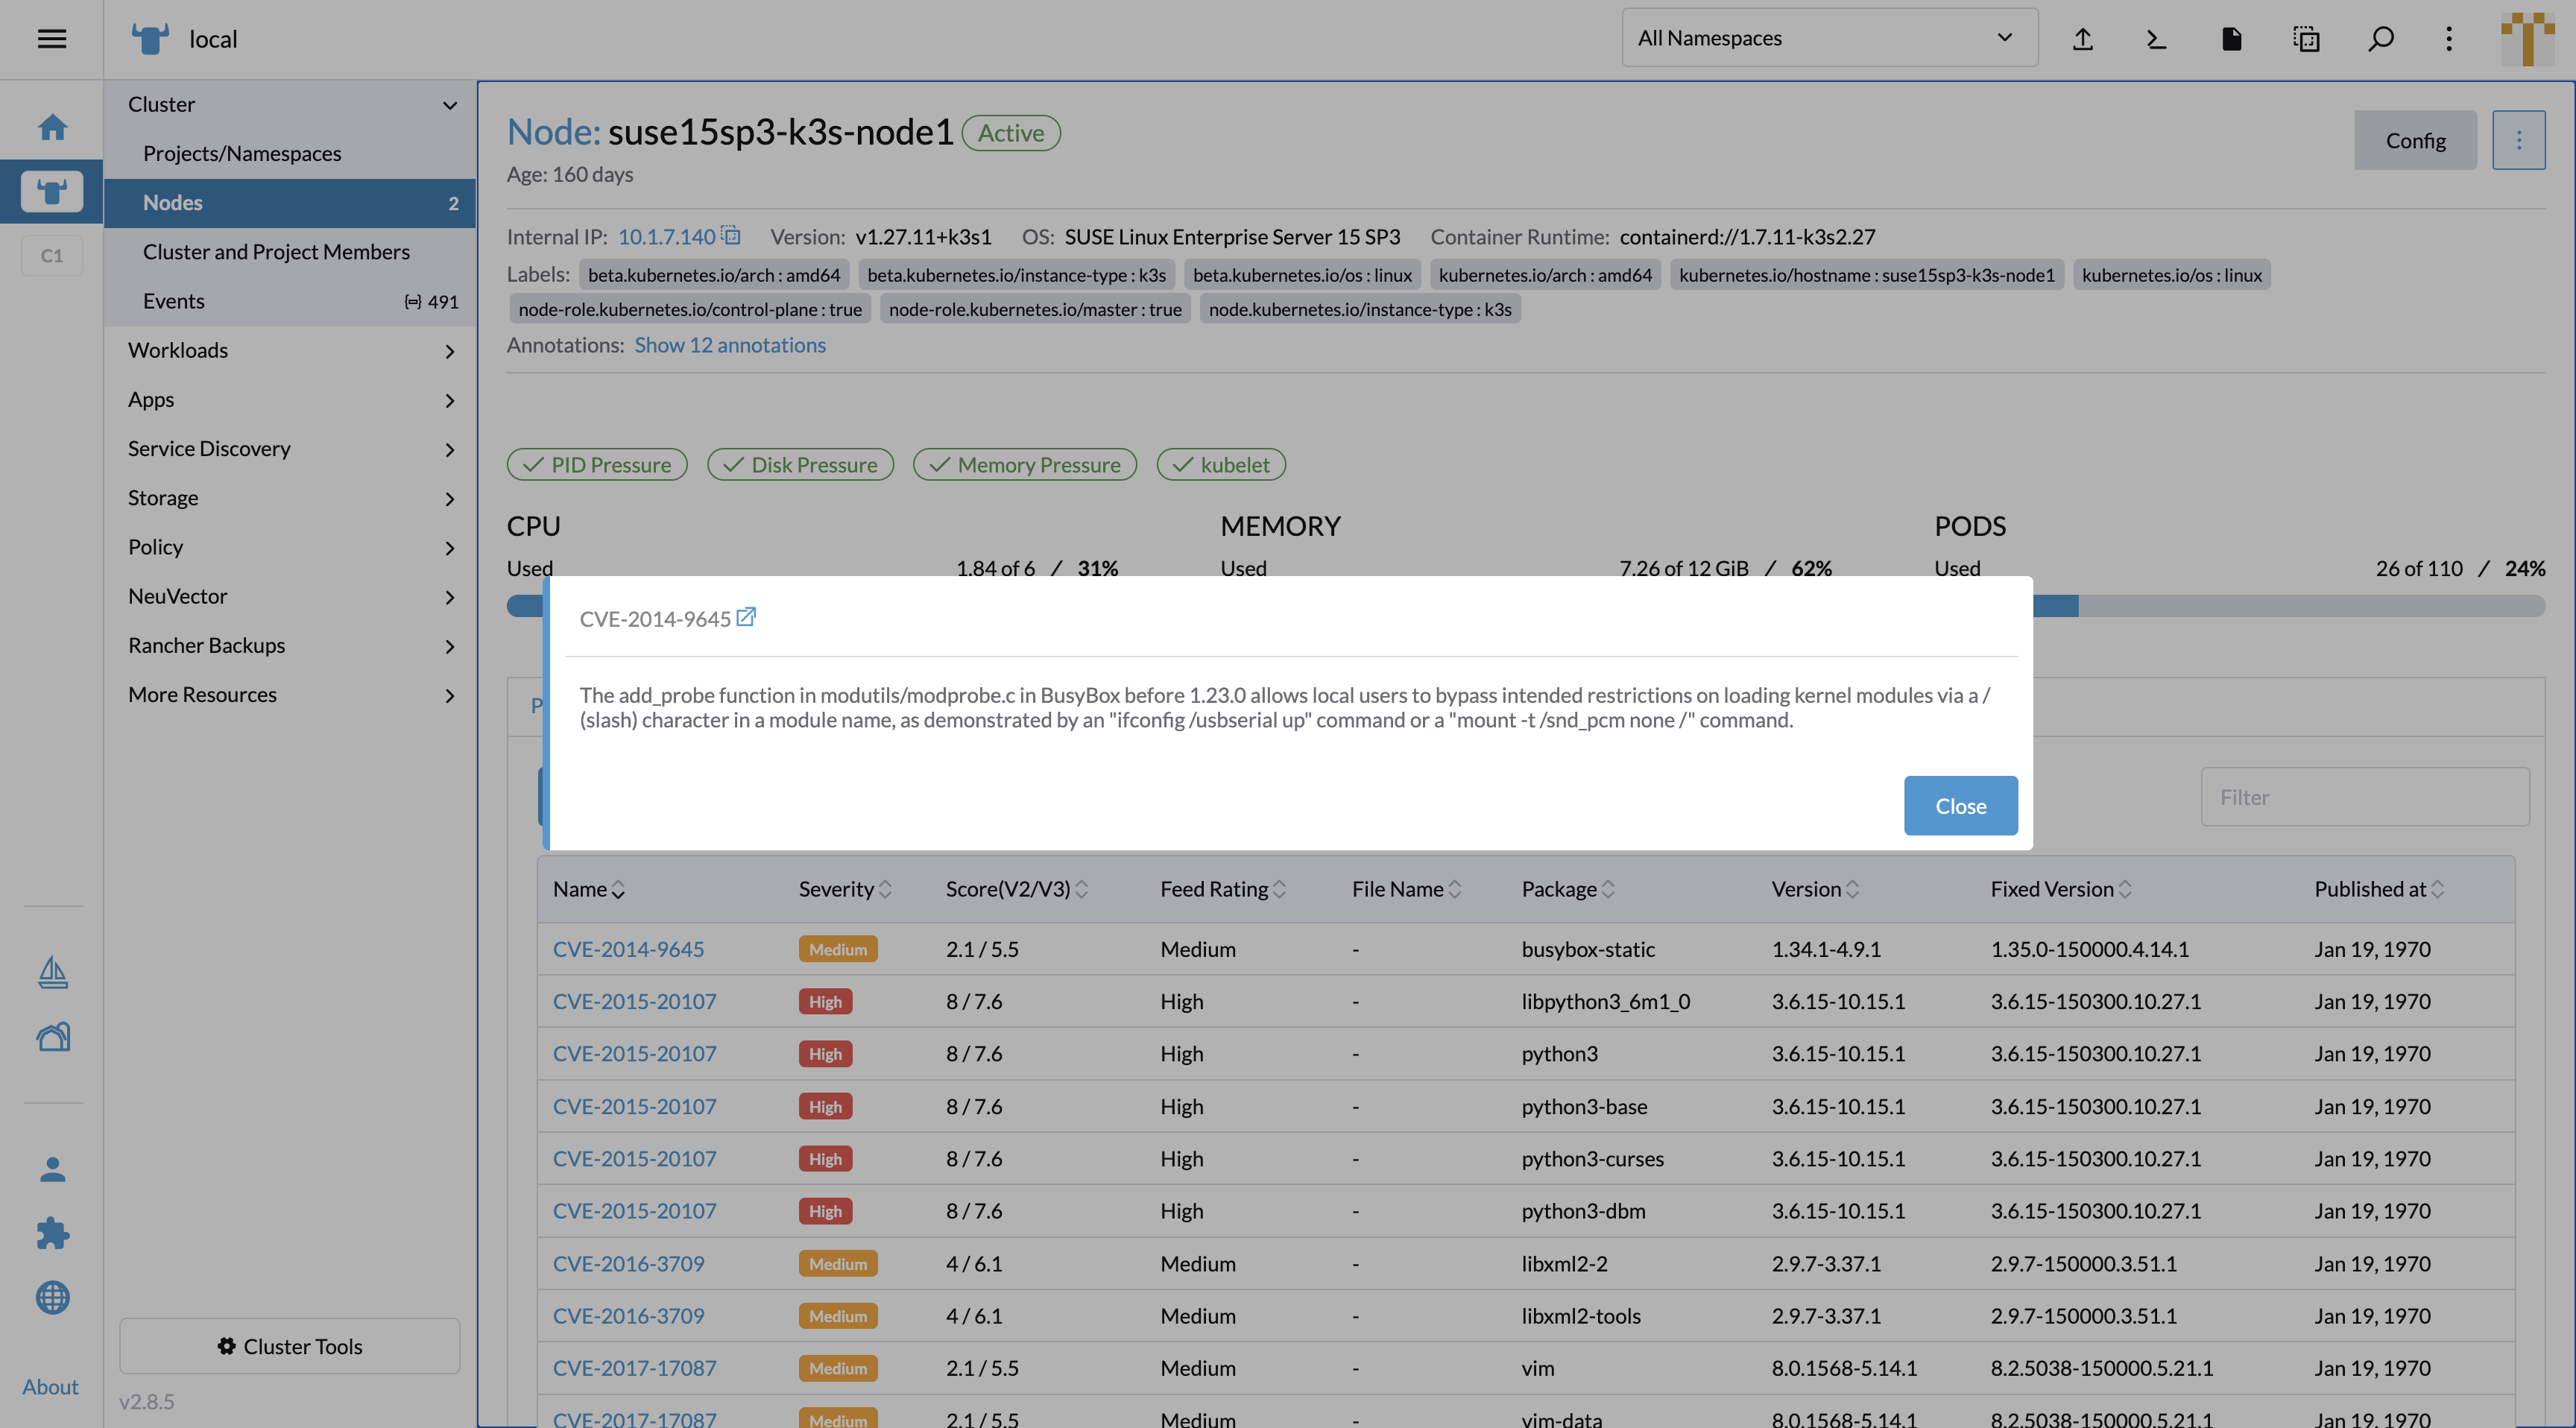 local
All Namespaces
C1
Cluster
Projects/Namespaces
Nodes 2
Cluster and Project Members
Events 491
Workloads
Apps
Service Discovery
Storage
Policy
NeuVector
Rancher Backups
More Resources
Cluster Tools
v2.8.5
About
Node: suse15sp3-k3s-node1 Active
Config
Age: 160 days
Internal IP: 10.1.7.140 Version: v1.27.11+k3s1 OS: SUSE Linux Enterprise Server 15 SP3 Container Runtime: containerd://1.7.11-k3s2.27
Labels: beta.kubernetes.io/arch : amd64 beta.kubernetes.io/instance-type : k3s beta.kubernetes.io/os : linux kubernetes.io/arch : amd64 kubernetes.io/hostname : suse15sp3-k3s-node1 kubernetes.io/os : linux
node-role.kubernetes.io/control-plane : true node-role.kubernetes.io/master : true node.kubernetes.io/instance-type : k3s
Annotations: Show 12 annotations
PID Pressure Disk Pressure Memory Pressure kubelet
CPU MEMORY PODS
Used 1.84 of 6 / 31% Used 7.26 of 12 GiB / 62% Used 26 of 110 / 24%
CVE-2014-9645
The add_probe function in modutils/modprobe.c in BusyBox before 1.23.0 allows local users to bypass intended restrictions on loading kernel modules via a /
(slash) character in a module name, as demonstrated by an "ifconfig /usbserial up" command or a "mount -t /snd_pcm none /" command.
Close
P
Filter
Name Severity Score(V2/V3) Feed Rating File Name Package Version Fixed Version Published at
CVE-2014-9645 Medium 2.1 / 5.5 Medium - busybox-static 1.34.1-4.9.1 1.35.0-150000.4.14.1 Jan 19, 1970
CVE-2015-20107 High 8 / 7.6 High - libpython3_6m1_0 3.6.15-10.15.1 3.6.15-150300.10.27.1 Jan 19, 1970
CVE-2015-20107 High 8 / 7.6 High - python3 3.6.15-10.15.1 3.6.15-150300.10.27.1 Jan 19, 1970
CVE-2015-20107 High 8 / 7.6 High - python3-base 3.6.15-10.15.1 3.6.15-150300.10.27.1 Jan 19, 1970
CVE-2015-20107 High 8 / 7.6 High - python3-curses 3.6.15-10.15.1 3.6.15-150300.10.27.1 Jan 19, 1970
CVE-2015-20107 High 8 / 7.6 High - python3-dbm 3.6.15-10.15.1 3.6.15-150300.10.27.1 Jan 19, 1970
CVE-2016-3709 Medium 4 / 6.1 Medium - libxml2-2 2.9.7-3.37.1 2.9.7-150000.3.51.1 Jan 19, 1970
CVE-2016-3709 Medium 4 / 6.1 Medium - libxml2-tools 2.9.7-3.37.1 2.9.7-150000.3.51.1 Jan 19, 1970
CVE-2017-17087 Medium 2.1 / 5.5 Medium - vim 8.0.1568-5.14.1 8.2.5038-150000.5.21.1 Jan 19, 1970
CVE-2017-17087 Medium 2.1 / 5.5 Medium - vim-data 8.0.1568-5.14.1 8.2.5038-150000.5.21.1 Jan 19, 1970